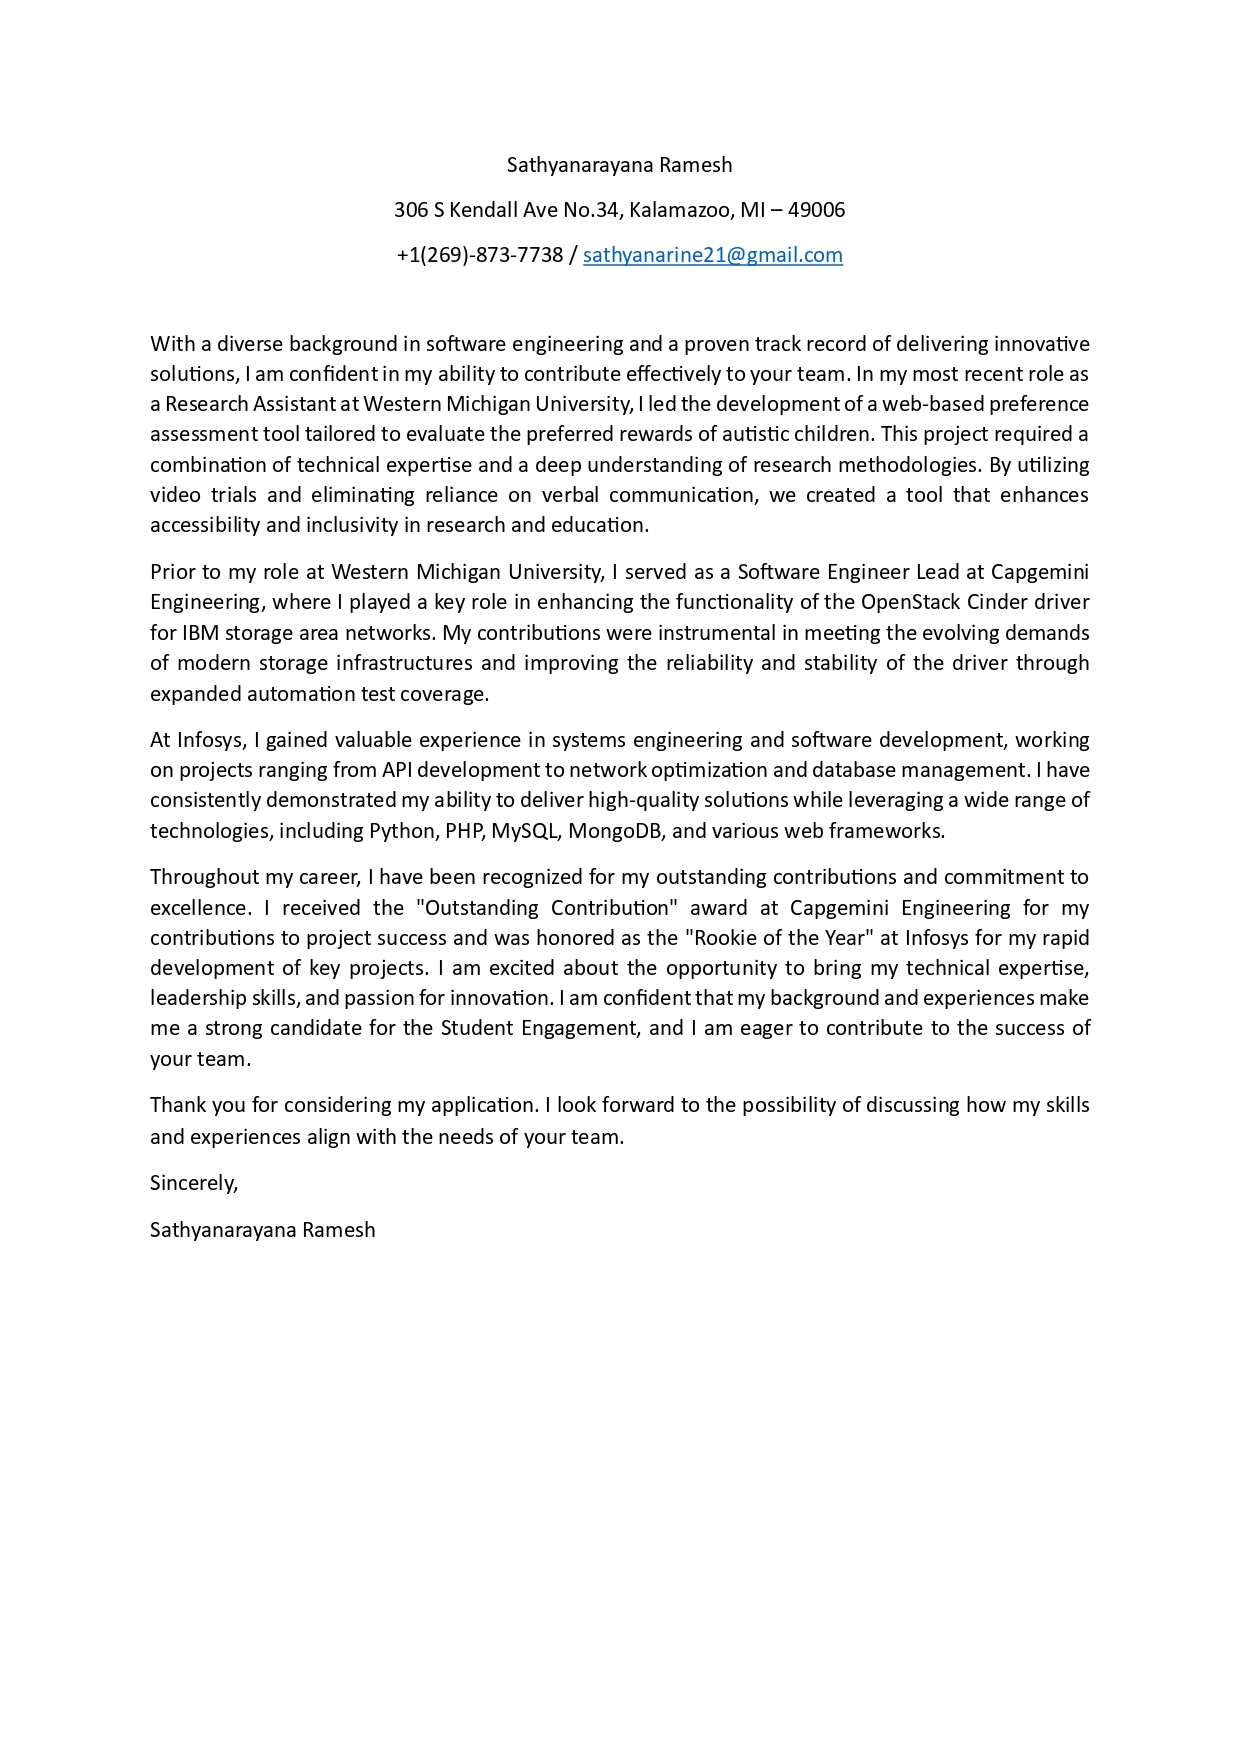 Sathyanarayana Ramesh
306 S Kendall Ave No.34, Kalamazoo, MI – 49006
+1(269)-873-7738 / sathyanarine21@gmail.com
With a diverse background in software engineering and a proven track record of delivering innovative
solutions, I am confident in my ability to contribute effectively to your team. In my most recent role as
a Research Assistant at Western Michigan University, I led the development of a web-based preference
assessment tool tailored to evaluate the preferred rewards of autistic children. This project required a
combination of technical expertise and a deep understanding of research methodologies. By utilizing
video trials and eliminating reliance on verbal communication, we created a tool that enhances
accessibility and inclusivity in research and education.
Prior to my role at Western Michigan University, I served as a Software Engineer Lead at Capgemini
Engineering, where I played a key role in enhancing the functionality of the OpenStack Cinder driver
for IBM storage area networks. My contributions were instrumental in meeting the evolving demands
of modern storage infrastructures and improving the reliability and stability of the driver through
expanded automation test coverage.
At Infosys, I gained valuable experience in systems engineering and software development, working
on projects ranging from API development to network optimization and database management. I have
consistently demonstrated my ability to deliver high-quality solutions while leveraging a wide range of
technologies, including Python, PHP, MySQL, MongoDB, and various web frameworks.
Throughout my career, I have been recognized for my outstanding contributions and commitment to
excellence. I received the "Outstanding Contribution" award at Capgemini Engineering for my
contributions to project success and was honored as the "Rookie of the Year" at Infosys for my rapid
development of key projects. I am excited about the opportunity to bring my technical expertise,
leadership skills, and passion for innovation. I am confident that my background and experiences make
me a strong candidate for the Student Engagement, and I am eager to contribute to the success of
your team.
Thank you for considering my application. I look forward to the possibility of discussing how my skills
and experiences align with the needs of your team.
Sincerely,
Sathyanarayana Ramesh